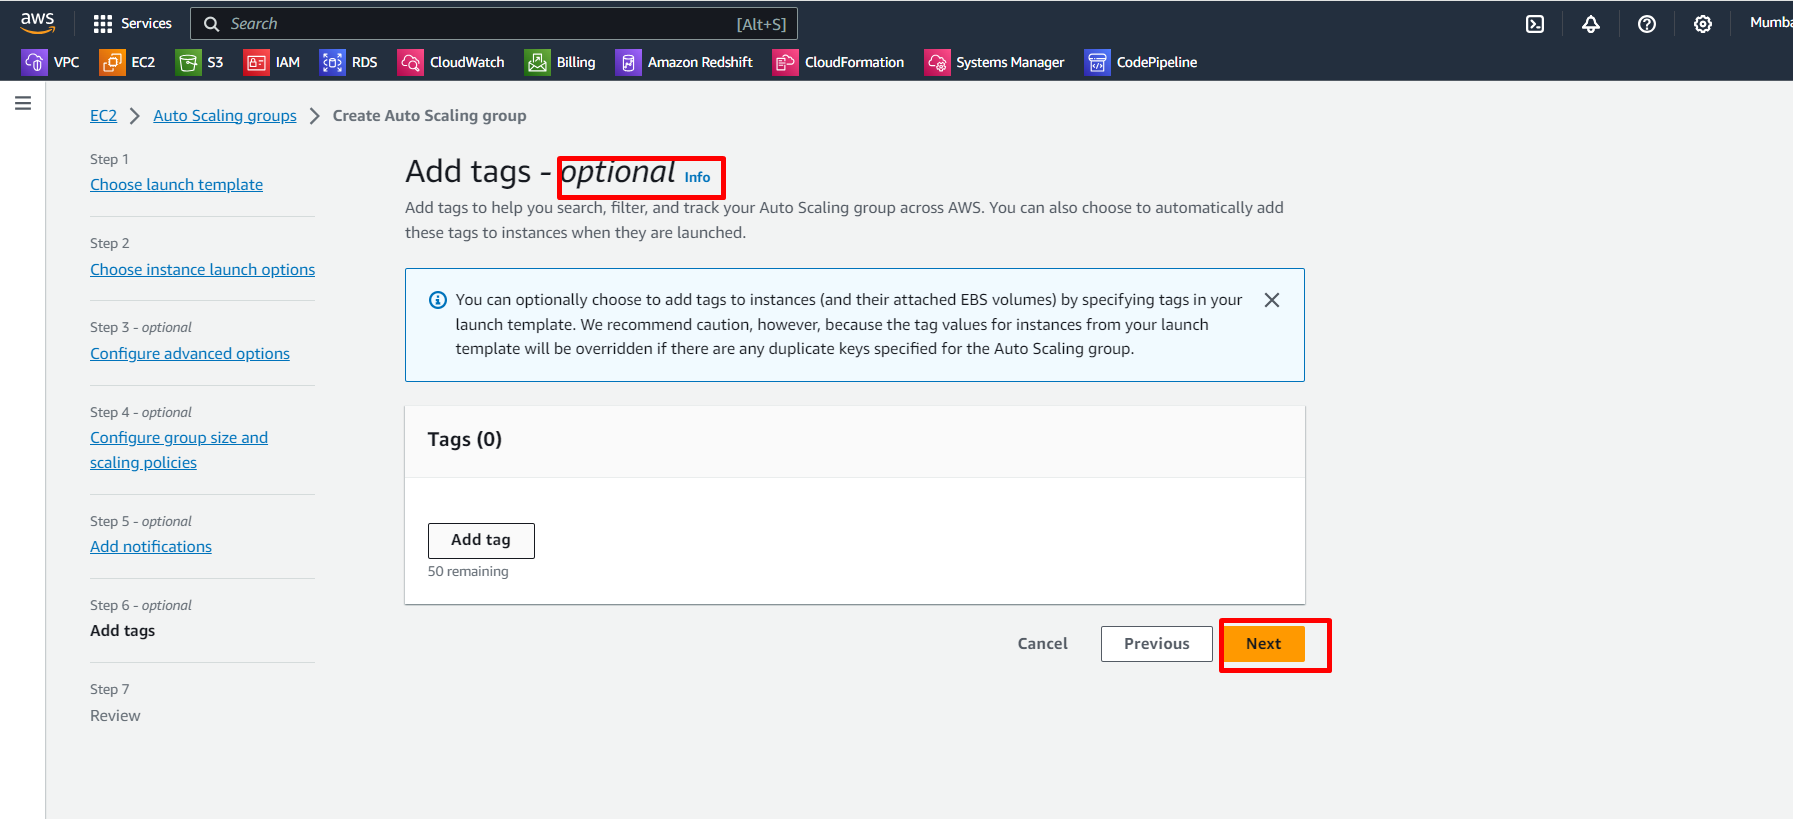 aws
Services
Search
[Alt+S]
Mumba
VPC
EC2
S3
IAM
RDS
CloudWatch
Billing
Amazon Redshift
CloudFormation
Systems Manager
CodePipeline
EC2 > Auto Scaling groups > Create Auto Scaling group
Step 1
Choose launch template
Step 2
Choose instance launch options
Step 3 - optional
Configure advanced options
Step 4 - optional
Configure group size and
scaling policies
Step 5 - optional
Add notifications
Step 6 - optional
Add tags
Step 7
Review
Add tags - optional Info
Add tags to help you search, filter, and track your Auto Scaling group across AWS. You can also choose to automatically add
these tags to instances when they are launched.
You can optionally choose to add tags to instances (and their attached EBS volumes) by specifying tags in your
launch template. We recommend caution, however, because the tag values for instances from your launch
template will be overridden if there are any duplicate keys specified for the Auto Scaling group.
Tags (0)
Add tag
50 remaining
Cancel
Previous
Next